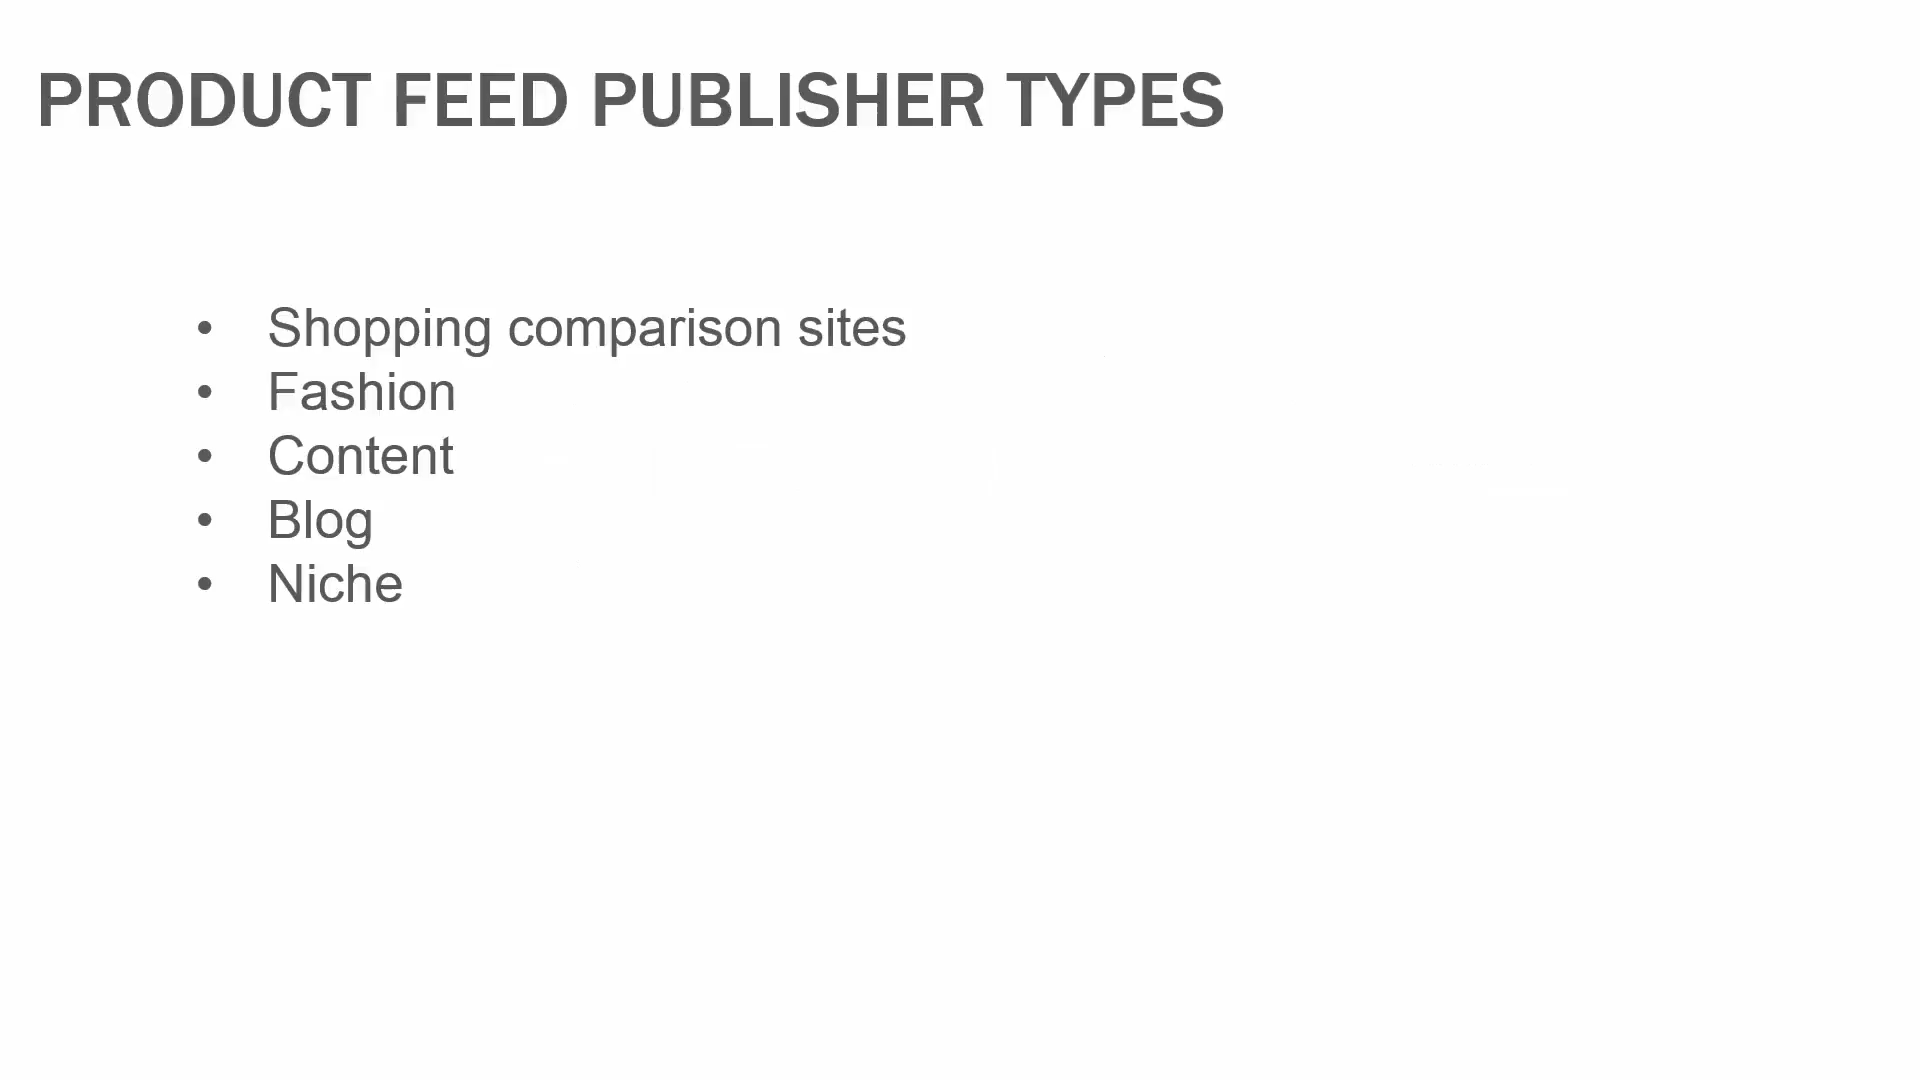 PRODUCT FEED PUBLISHER TYPES
• Shopping comparison sites
• Fashion
• Content
• Blog
• Niche